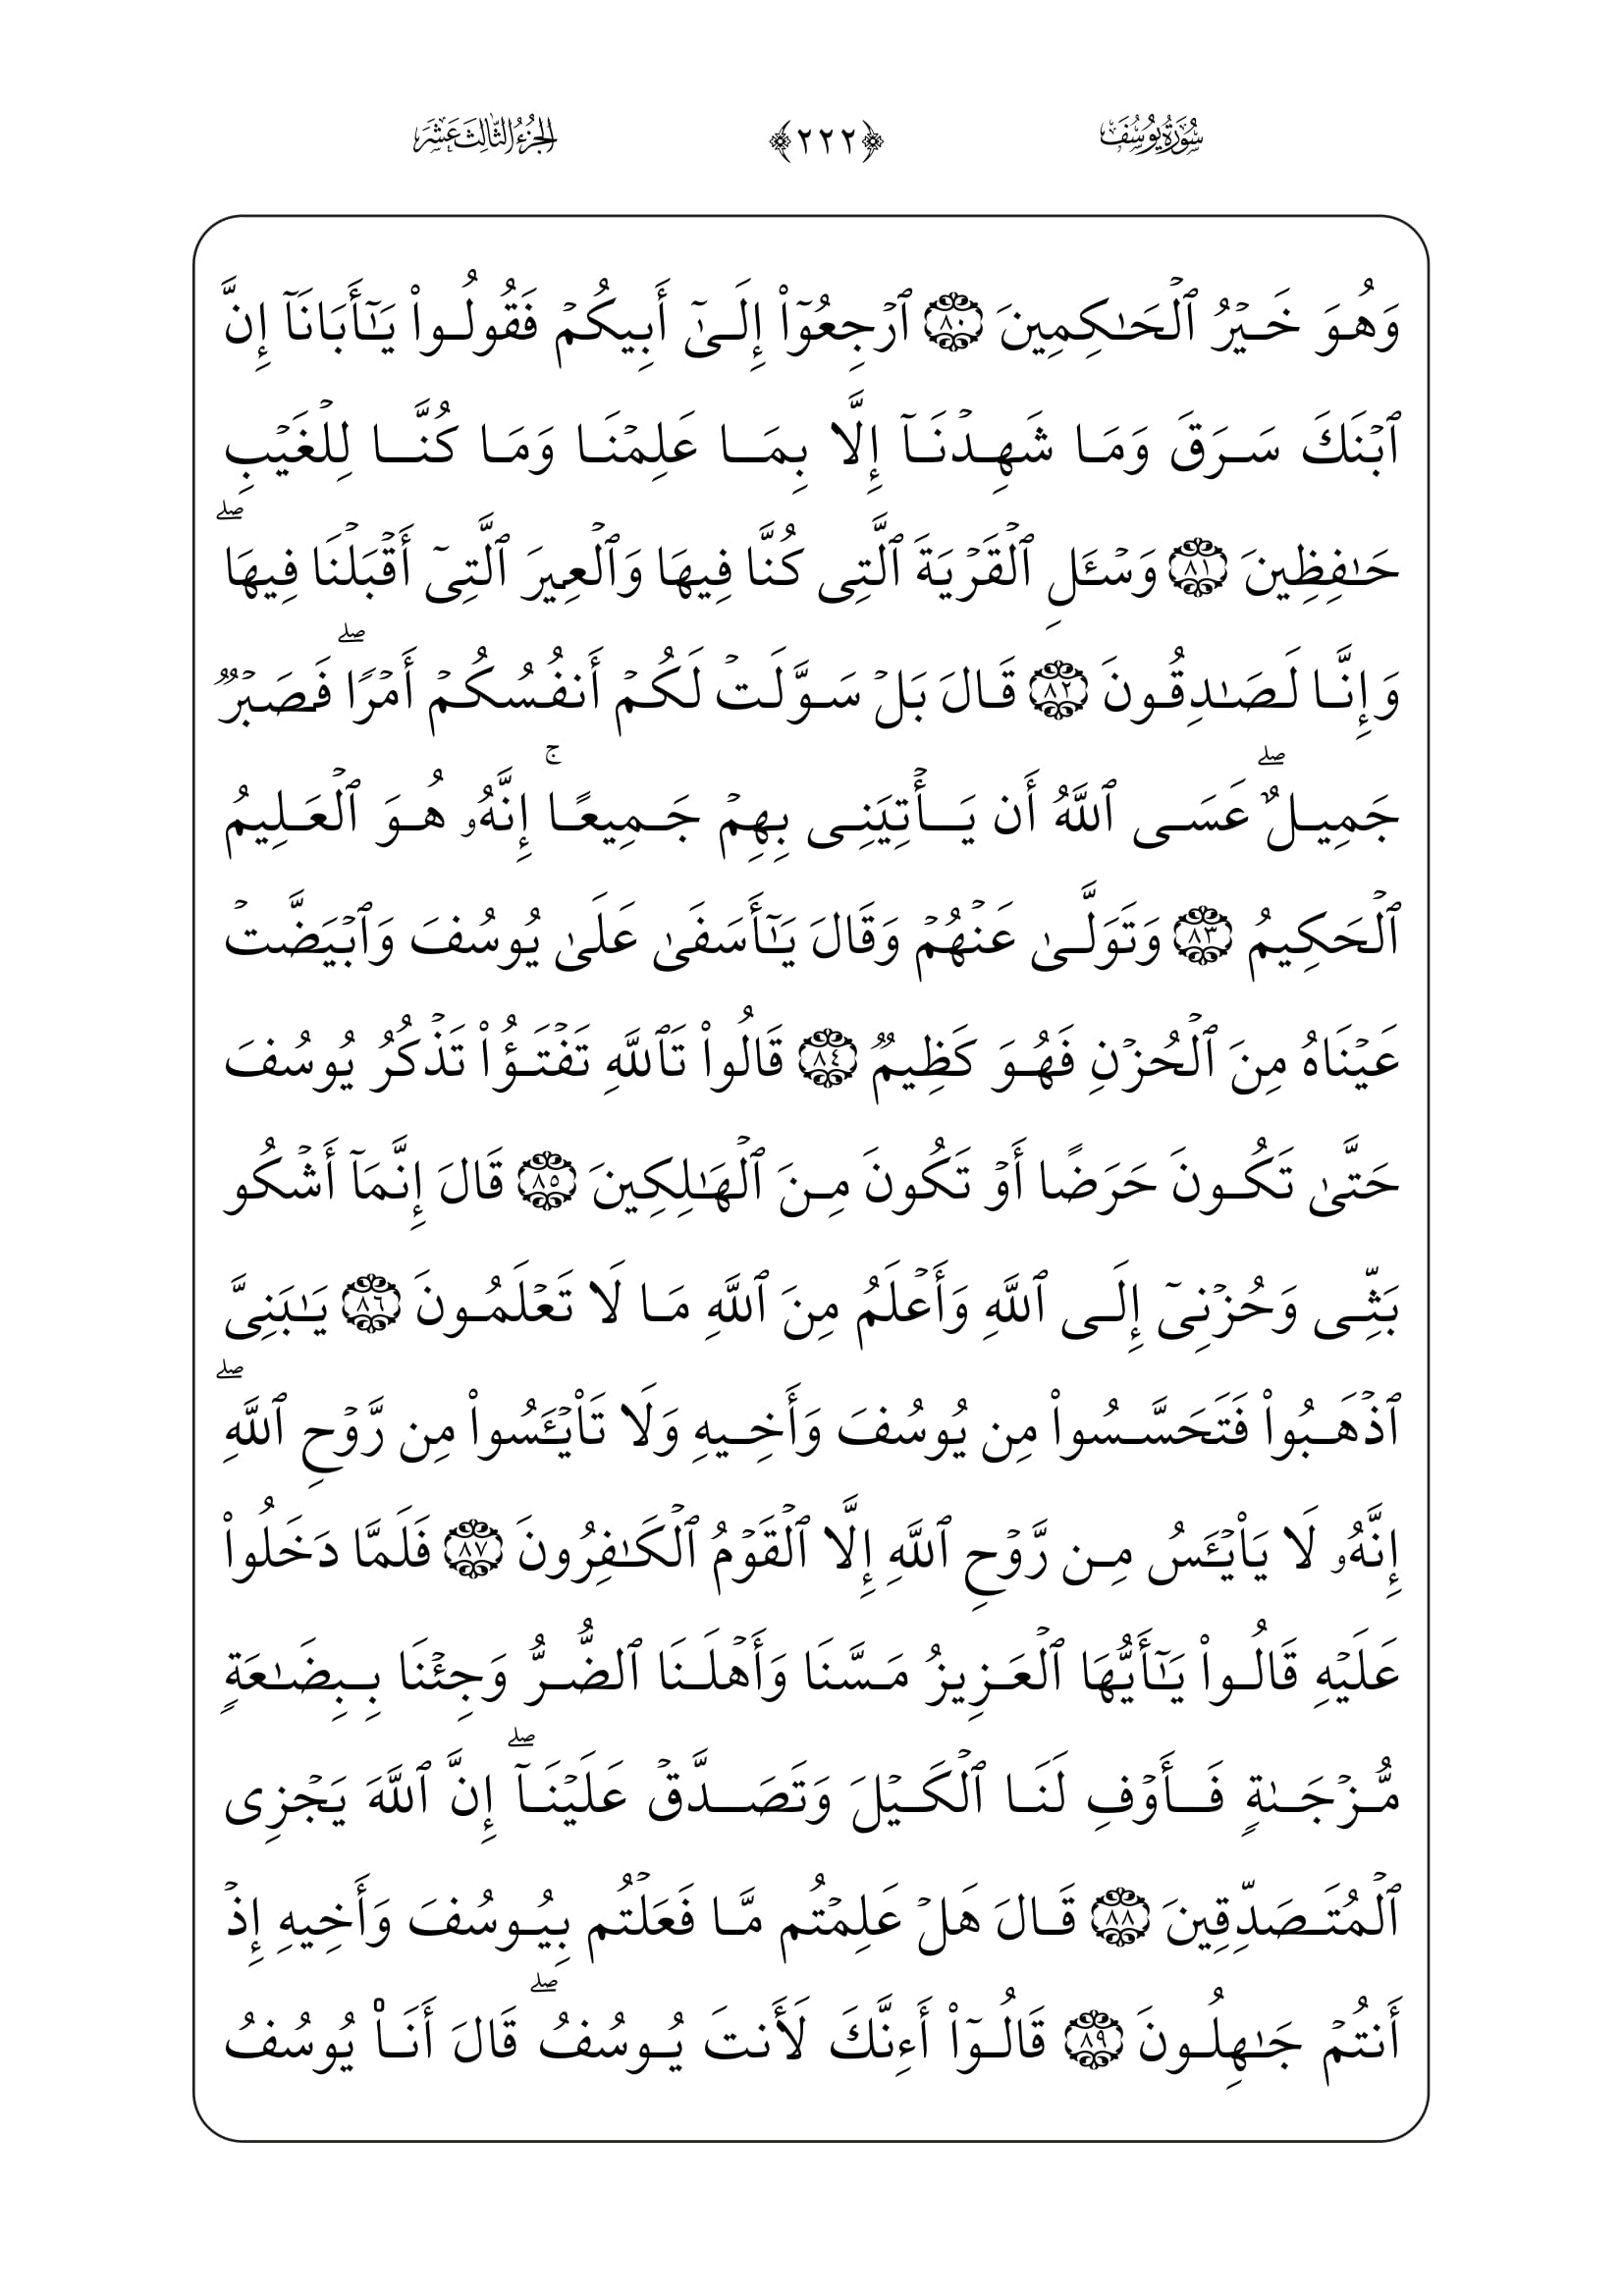 سُورَةُ يُوسُفَ ﴿٢٢٢﴾ الجُزْءُ الثَّالِثَ عَشَرَ
وَهُوَ خَيۡرُ ٱلۡحَـٰكِمِينَ ٨٠ ٱرۡجِعُوٓاْ إِلَىٰٓ أَبِيكُمۡ فَقُولُواْ يَـٰٓأَبَانَآ إِنَّ
ٱبۡنَكَ سَرَقَ وَمَا شَهِدۡنَآ إِلَّا بِمَا عَلِمۡنَا وَمَا كُنَّا لِلۡغَيۡبِ
حَـٰفِظِينَ ٨١ وَسۡـَٔلِ ٱلۡقَرۡيَةَ ٱلَّتِى كُنَّا فِيهَا وَٱلۡعِيرَ ٱلَّتِىٓ أَقۡبَلۡنَا فِيهَاۖ
وَإِنَّا لَصَـٰدِقُونَ ٨٢ قَالَ بَلۡ سَوَّلَتۡ لَكُمۡ أَنفُسُكُمۡ أَمۡرًاۖ فَصَبۡرٌ
جَمِيلٌۖ عَسَى ٱللَّهُ أَن يَأۡتِيَنِى بِهِمۡ جَمِيعًاۚ إِنَّهُۥ هُوَ ٱلۡعَلِيمُ
ٱلۡحَكِيمُ ٨٣ وَتَوَلَّىٰ عَنۡهُمۡ وَقَالَ يَـٰٓأَسَفَىٰ عَلَىٰ يُوسُفَ وَٱبۡيَضَّتۡ
عَيۡنَاهُ مِنَ ٱلۡحُزۡنِ فَهُوَ كَظِيمٌ ٨٤ قَالُواْ تَٱللَّهِ تَفۡتَؤُاْ تَذۡكُرُ يُوسُفَ
حَتَّىٰ تَكُونَ حَرَضًا أَوۡ تَكُونَ مِنَ ٱلۡهَـٰلِكِينَ ٨٥ قَالَ إِنَّمَآ أَشۡكُو
بَثِّى وَحُزۡنِىٓ إِلَى ٱللَّهِ وَأَعۡلَمُ مِنَ ٱللَّهِ مَا لَا تَعۡلَمُونَ ٨٦ يَـٰبَنِىَّ
ٱذۡهَبُواْ فَتَحَسَّسُواْ مِن يُوسُفَ وَأَخِيهِ وَلَا تَاْيۡـَٔسُواْ مِن رَّوۡحِ ٱللَّهِۖ
إِنَّهُۥ لَا يَاْيۡـَٔسُ مِن رَّوۡحِ ٱللَّهِ إِلَّا ٱلۡقَوۡمُ ٱلۡكَـٰفِرُونَ ٨٧ فَلَمَّا دَخَلُواْ
عَلَيۡهِ قَالُواْ يَـٰٓأَيُّهَا ٱلۡعَزِيزُ مَسَّنَا وَأَهۡلَنَا ٱلضُّرُّ وَجِئۡنَا بِبِضَـٰعَةٍ
مُّزۡجَىٰةٍ فَأَوۡفِ لَنَا ٱلۡكَيۡلَ وَتَصَدَّقۡ عَلَيۡنَآۖ إِنَّ ٱللَّهَ يَجۡزِى
ٱلۡمُتَصَدِّقِينَ ٨٨ قَالَ هَلۡ عَلِمۡتُم مَّا فَعَلۡتُم بِيُوسُفَ وَأَخِيهِ إِذۡ
أَنتُمۡ جَـٰهِلُونَ ٨٩ قَالُوٓاْ أَءِنَّكَ لَأَنتَ يُوسُفُۖ قَالَ أَنَا۠ يُوسُفُ